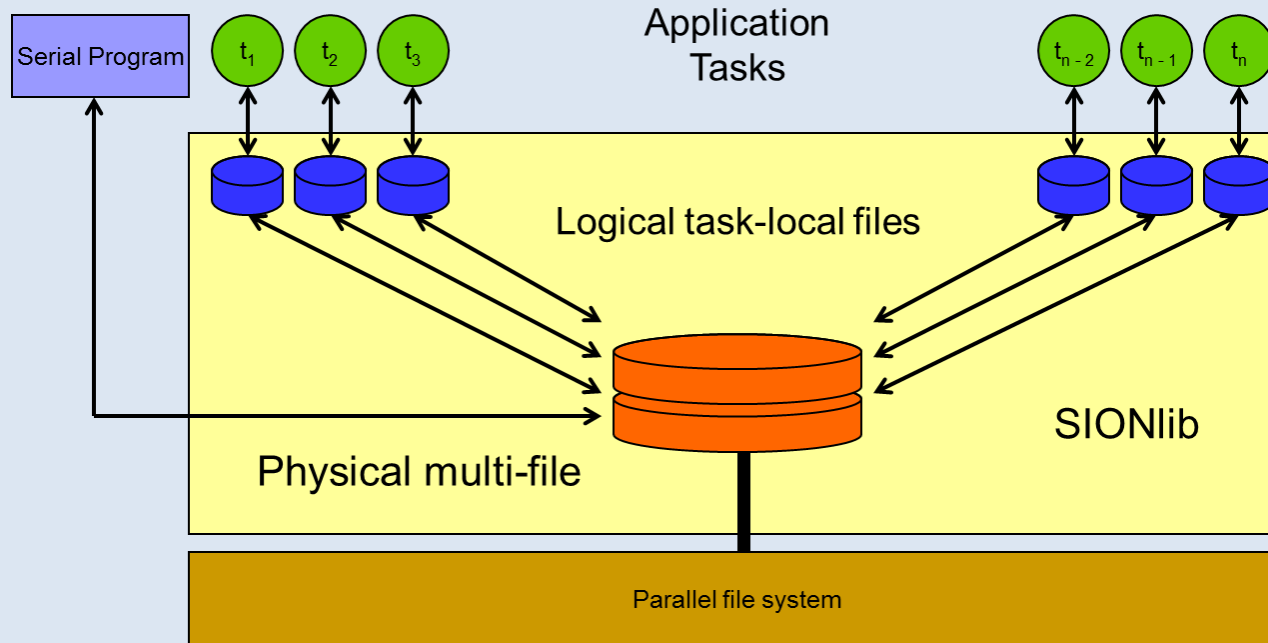 Serial Program
t1
t2
t3
Application
Tasks
tn - 2
tn - 1
tn
Logical task-local files
SIONlib
Physical multi-file
Parallel file system